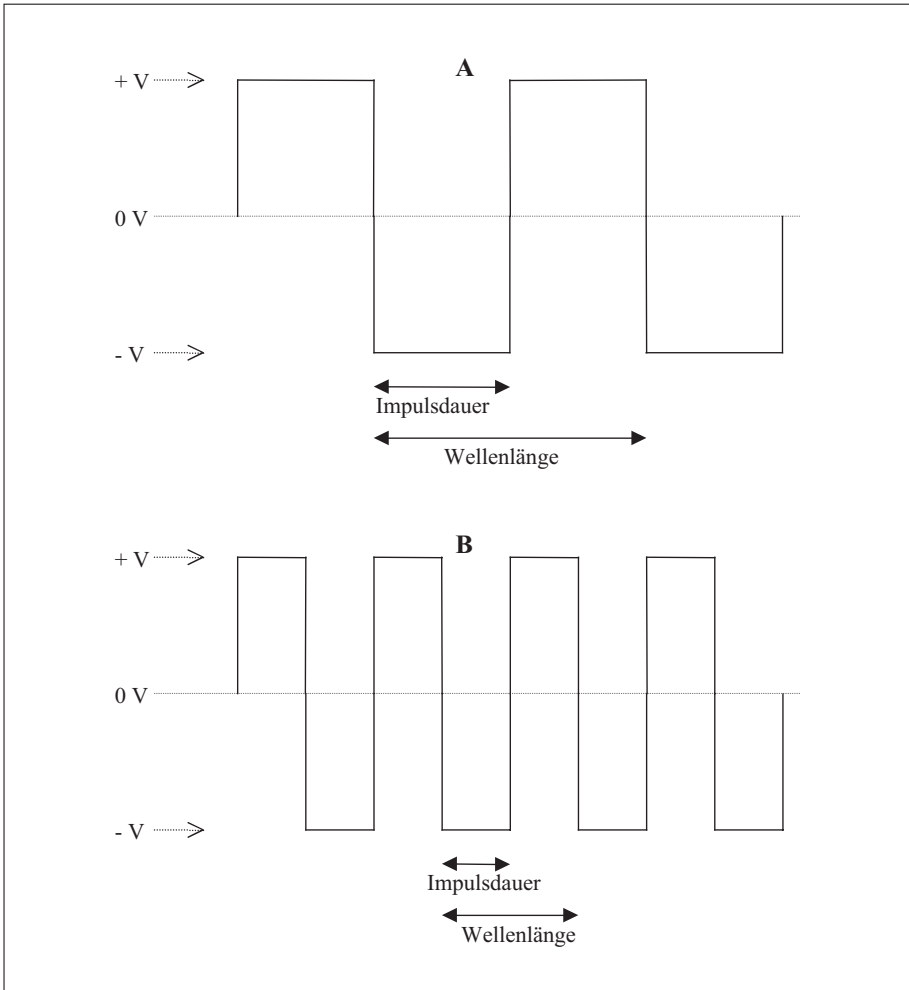 A
+ V
0 V
- V
Impulsdauer
Wellenlänge
B
+ V
0 V
- V
Impulsdauer
Wellenlänge